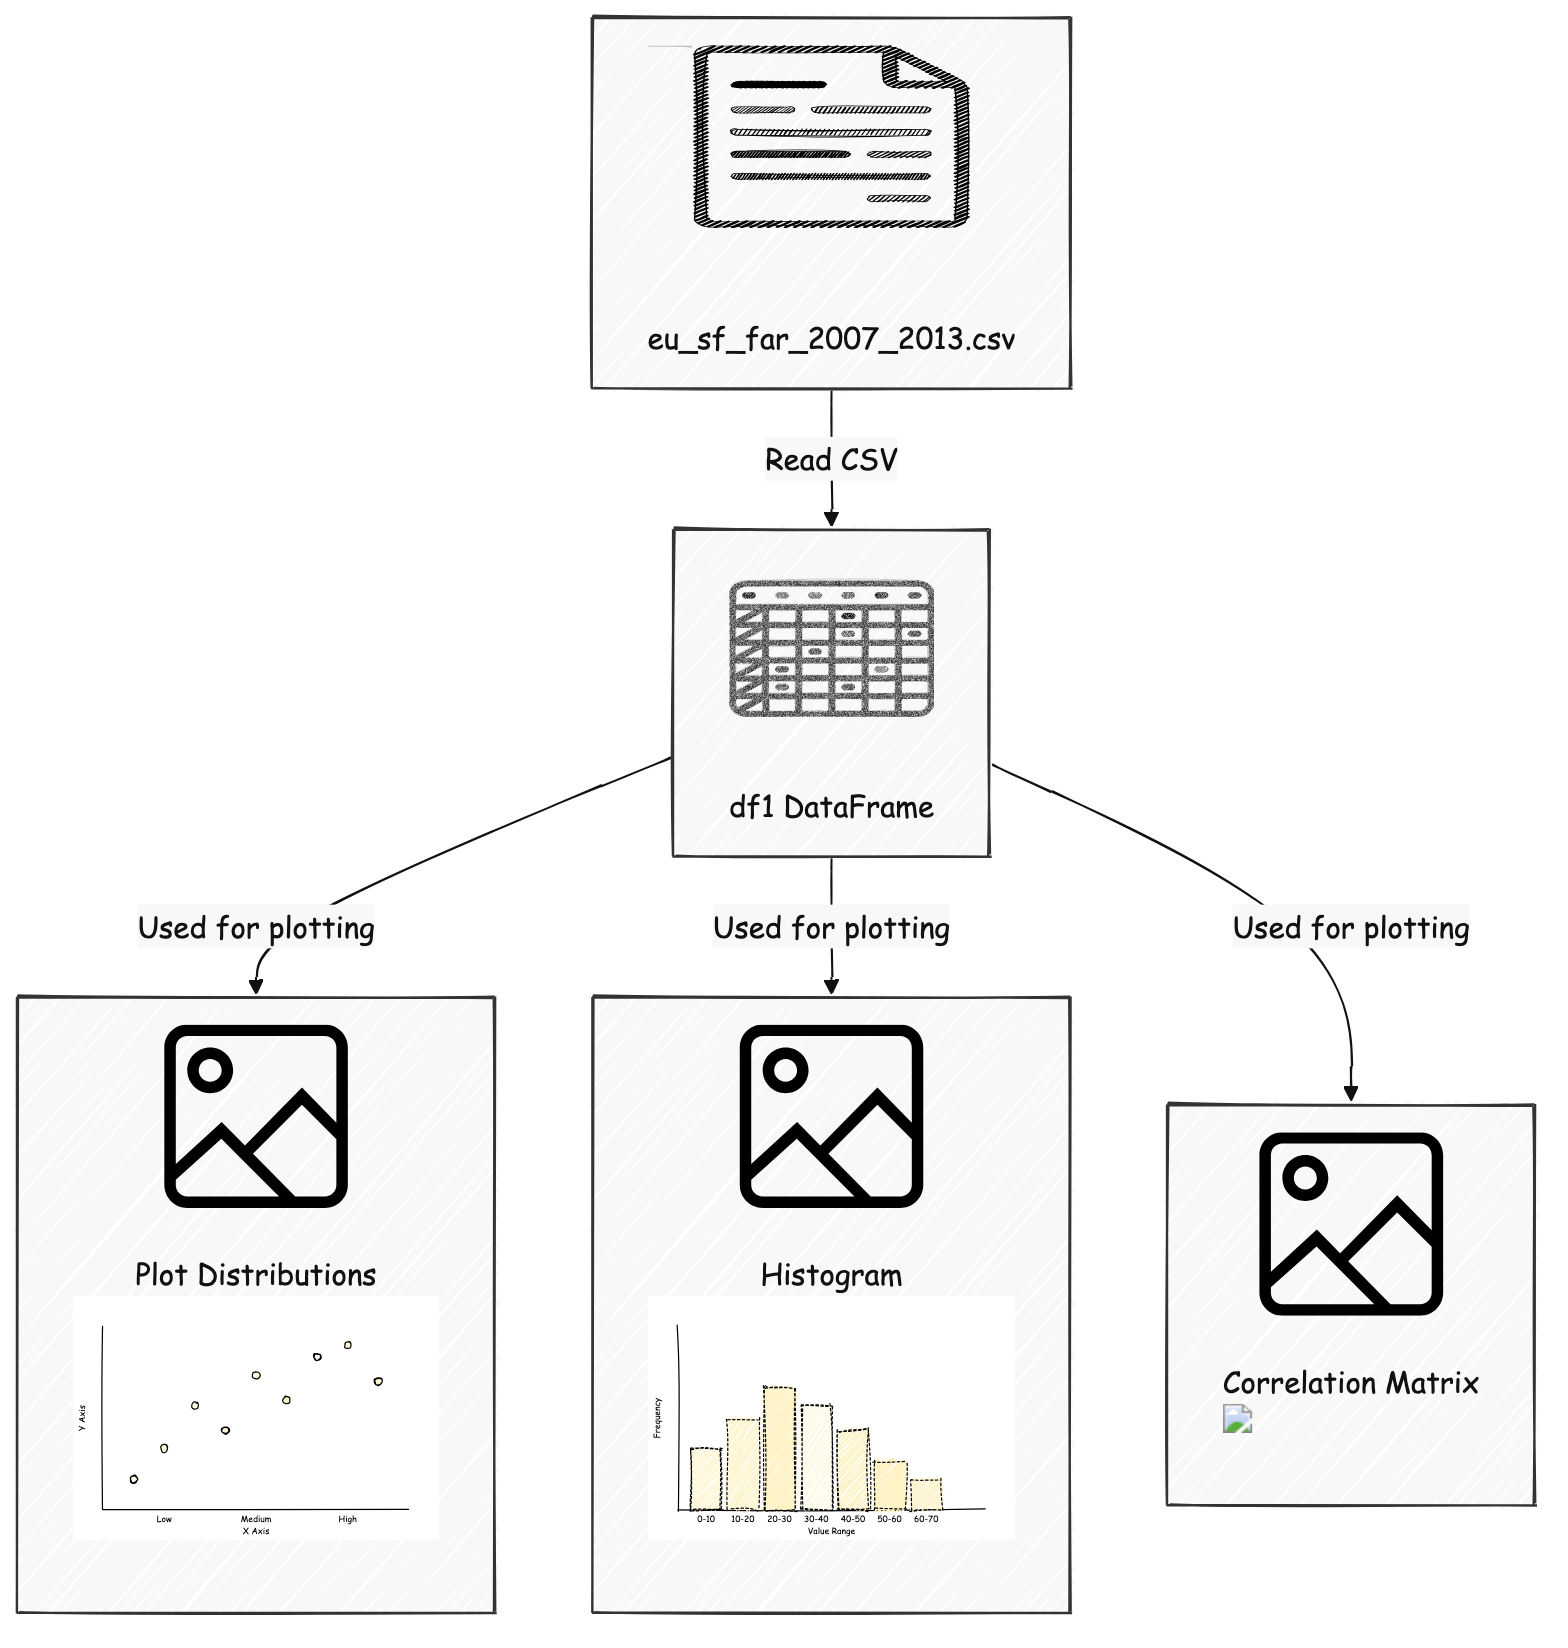 eu_sf_far_2007_2013.csv
Read CSV
df1 DataFrame
Used for plotting
Used for plotting
Used for plotting
Plot Distributions
Y Axis
Low
Medium
High
X Axis
Histogram
Frequency
0-10
10-20
20-30
30-40
40-50
50-60
60-70
Value Range
Correlation Matrix